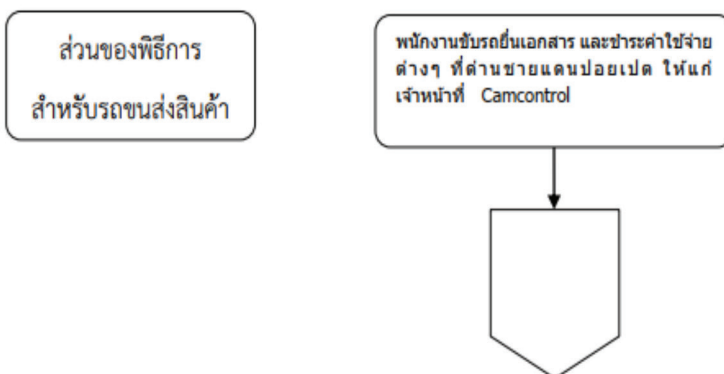 ส่วนของพิธีการ
สำหรับรถขนส่งสินค้า
พนักงานขับรถยื่นเอกสาร และชำระค่าใช้จ่าย
ต่างๆ ที่ด่านชายแดนปอยเปต ให้แก่
เจ้าหน้าที่ Camcontrol